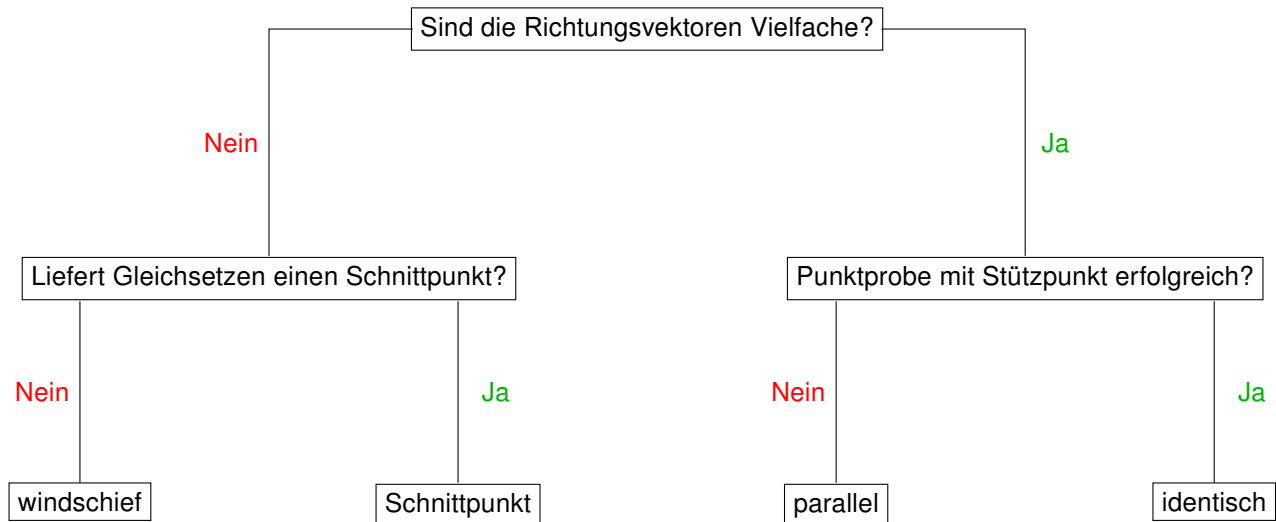 Sind die Richtungsvektoren Vielfache?
Nein
Ja
Liefert Gleichsetzen einen Schnittpunkt?
Punktprobe mit Stützpunkt erfolgreich?
Nein
Ja
Nein
Ja
windschief
Schnittpunkt
parallel
identisch